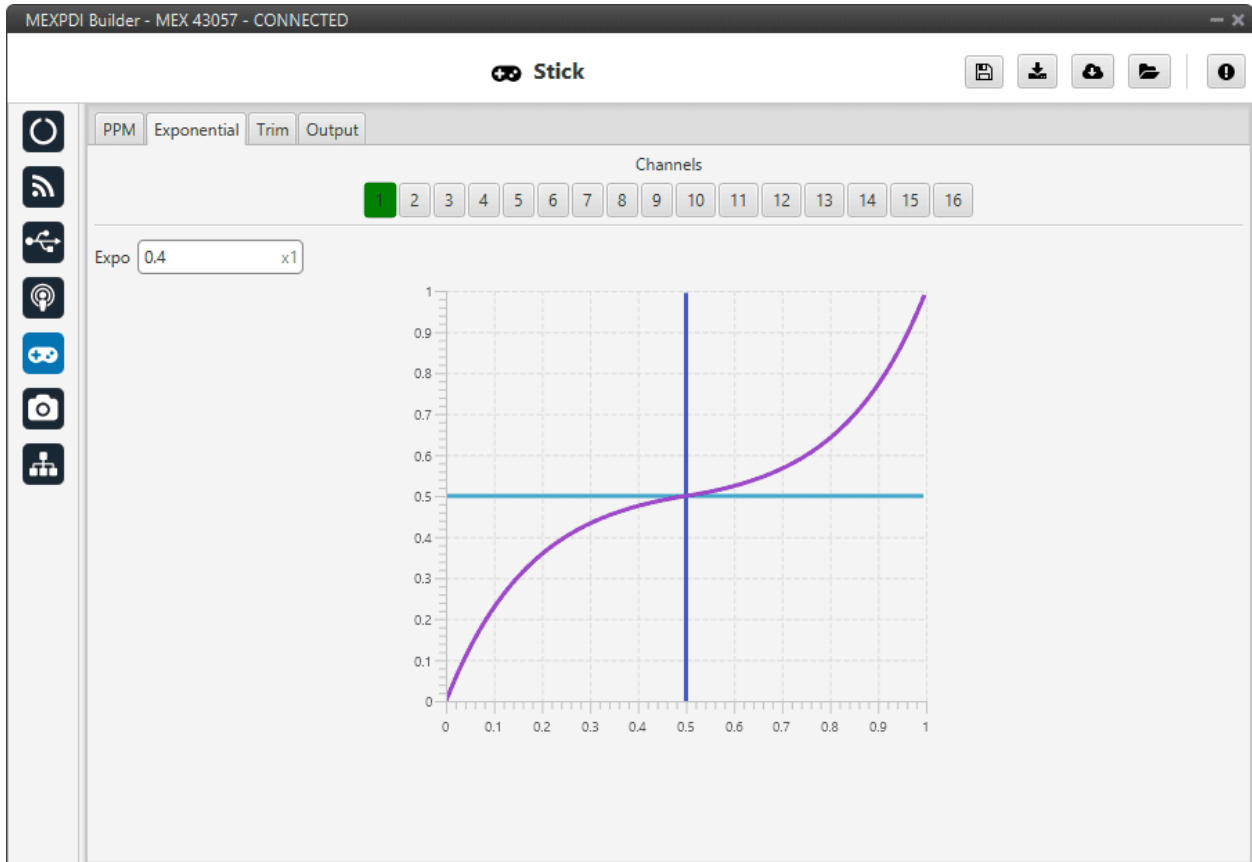 MEXPDI Builder - MEX 43057 - CONNECTED
Stick
PPM Exponential Trim Output
Channels
1 2 3 4 5 6 7 8 9 10 11 12 13 14 15 16
Expo 0.4 x1
1
0.9
0.8
0.7
0.6
0.5
0.4
0.3
0.2
0.1
0
0 0.1 0.2 0.3 0.4 0.5 0.6 0.7 0.8 0.9 1